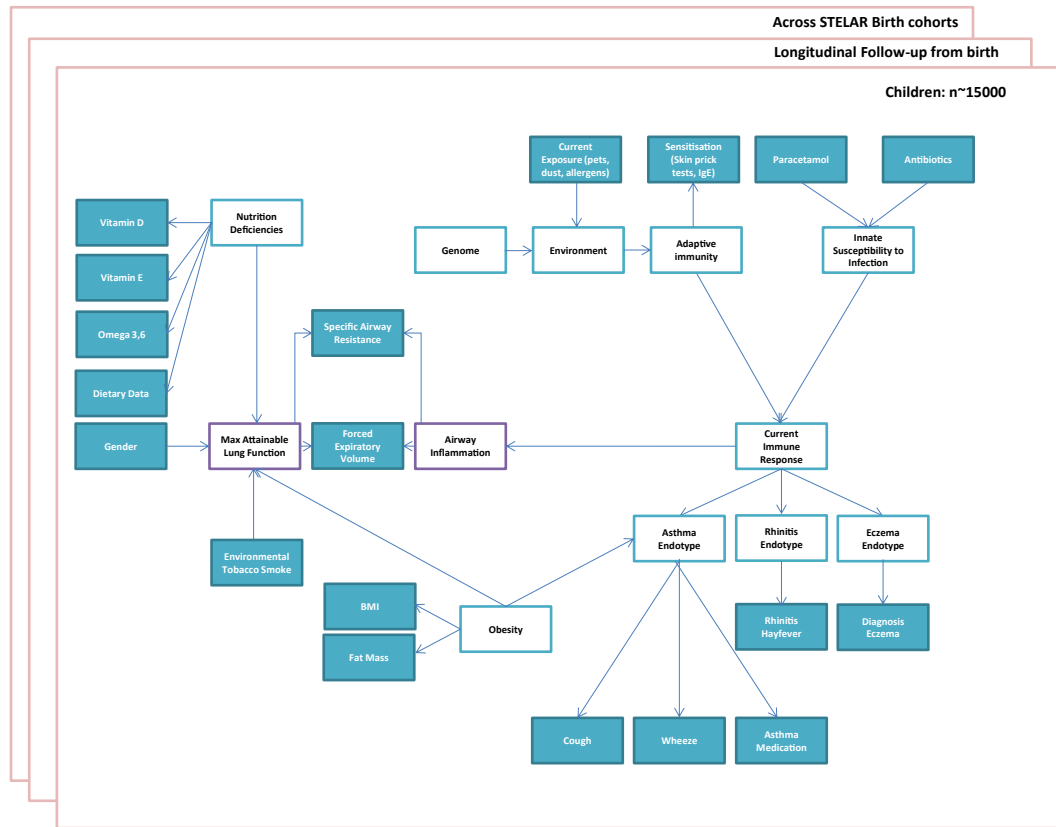 Across STELAR Birth cohorts
Longitudinal Follow-up from birth
Children: n~15000
Current
Exposure (pets,
dust, allergens)
Sensitisation
(Skin prick
tests, IgE)
Paracetamol
Antibiotics
Vitamin D
Nutrition
Deficiencies
Genome
Environment
Adaptive
immunity
Innate
Susceptibility to
Infection
Vitamin E
Omega 3,6
Specific Airway
Resistance
Dietary Data
Gender
Max Attainable
Lung Function
Forced
Expiratory
Volume
Airway
Inflammation
Current
Immune
Response
Asthma
Endotype
Rhinitis
Endotype
Eczema
Endotype
Environmental
Tobacco Smoke
BMI
Obesity
Fat Mass
Rhinitis
Hayfever
Diagnosis
Eczema
Cough
Wheeze
Asthma
Medication